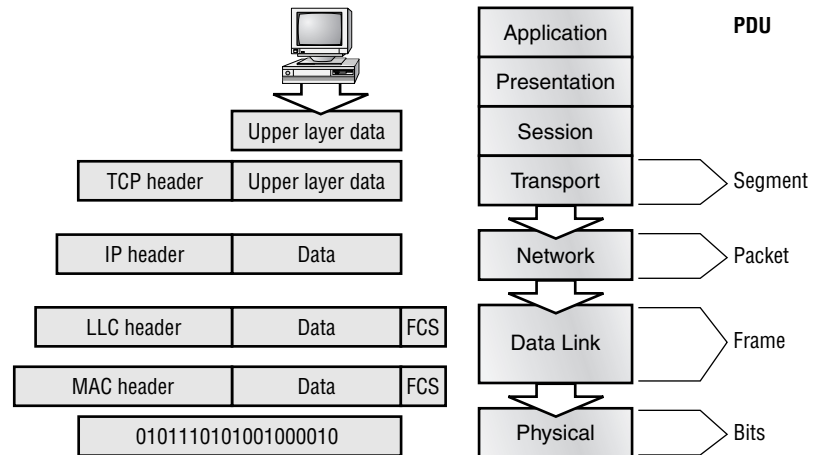 Application PDU
Presentation
Upper layer data Session
TCP header Upper layer data Transport Segment
IP header Data Network Packet
LLC header Data FCS Data Link Frame
MAC header Data FCS
0101110101001000010 Physical Bits